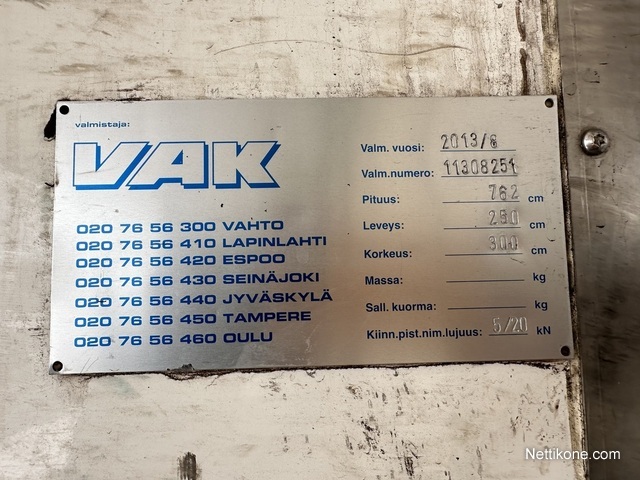 valmistaja:
VAK
020 76 56 300 VAHTO
020 76 56 410 LAPINLAHTI
020 76 56 420 ESPOO
020 76 56 430 SEINÄJOKI
020 76 56 440 JYVÄSKYLÄ
020 76 56 450 TAMPERE
020 76 56 460 OULU
Valm. vuosi: 2013/6
Valm.numero: 11308251
Pituus: 762 cm
Leveys: 250 cm
Korkeus: 300 cm
Massa: kg
Sall. kuorma: kg
Kiinn.pist.nim.lujuus: 5/20 kN
Nettikone.com